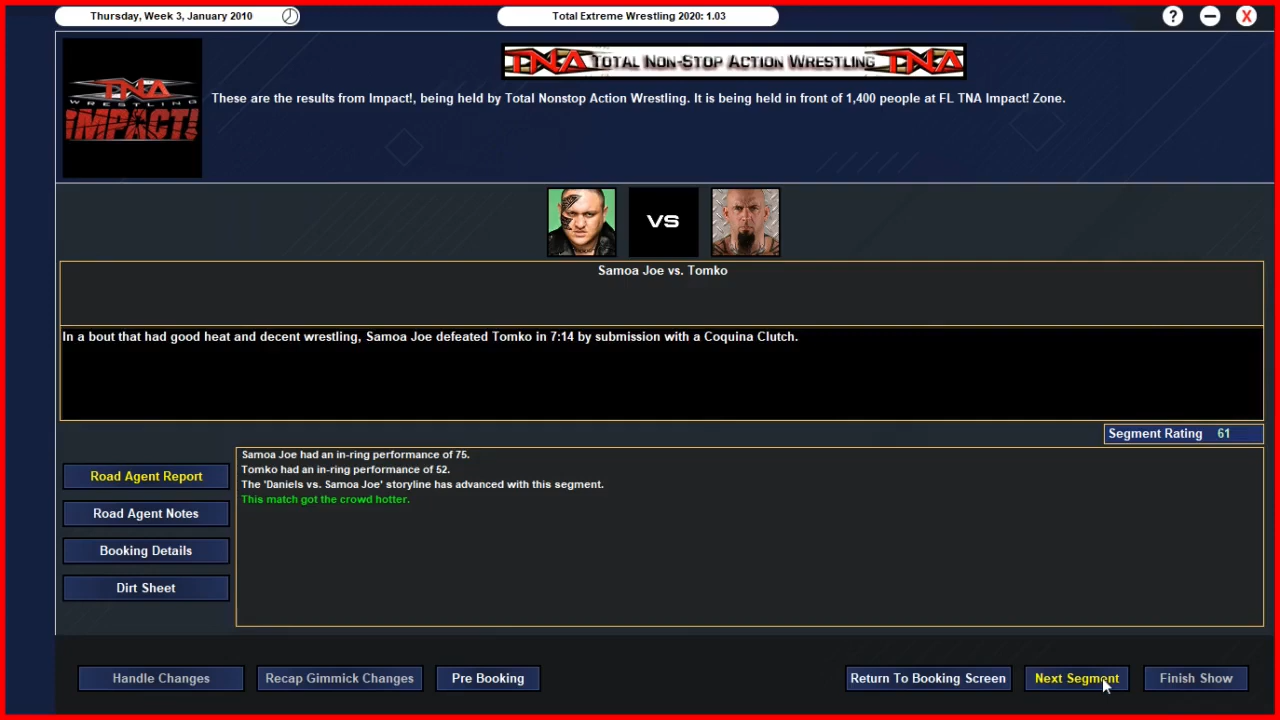 Thursday, Week 3, January 2010
Total Extreme Wrestling 2020: 1.03
?
X
TNA
WRESTLING
iMPACT!
TNA TOTAL NON-STOP ACTION WRESTLING TNA
These are the results from Impact!, being held by Total Nonstop Action Wrestling. It is being held in front of 1,400 people at FL TNA Impact! Zone.
VS
Samoa Joe vs. Tomko
In a bout that had good heat and decent wrestling, Samoa Joe defeated Tomko in 7:14 by submission with a Coquina Clutch.
Segment Rating 61
Road Agent Report
Road Agent Notes
Booking Details
Dirt Sheet
Samoa Joe had an in-ring performance of 75.
Tomko had an in-ring performance of 52.
The 'Daniels vs. Samoa Joe' storyline has advanced with this segment.
This match got the crowd hotter.
Handle Changes
Recap Gimmick Changes
Pre Booking
Return To Booking Screen
Next Segment
Finish Show